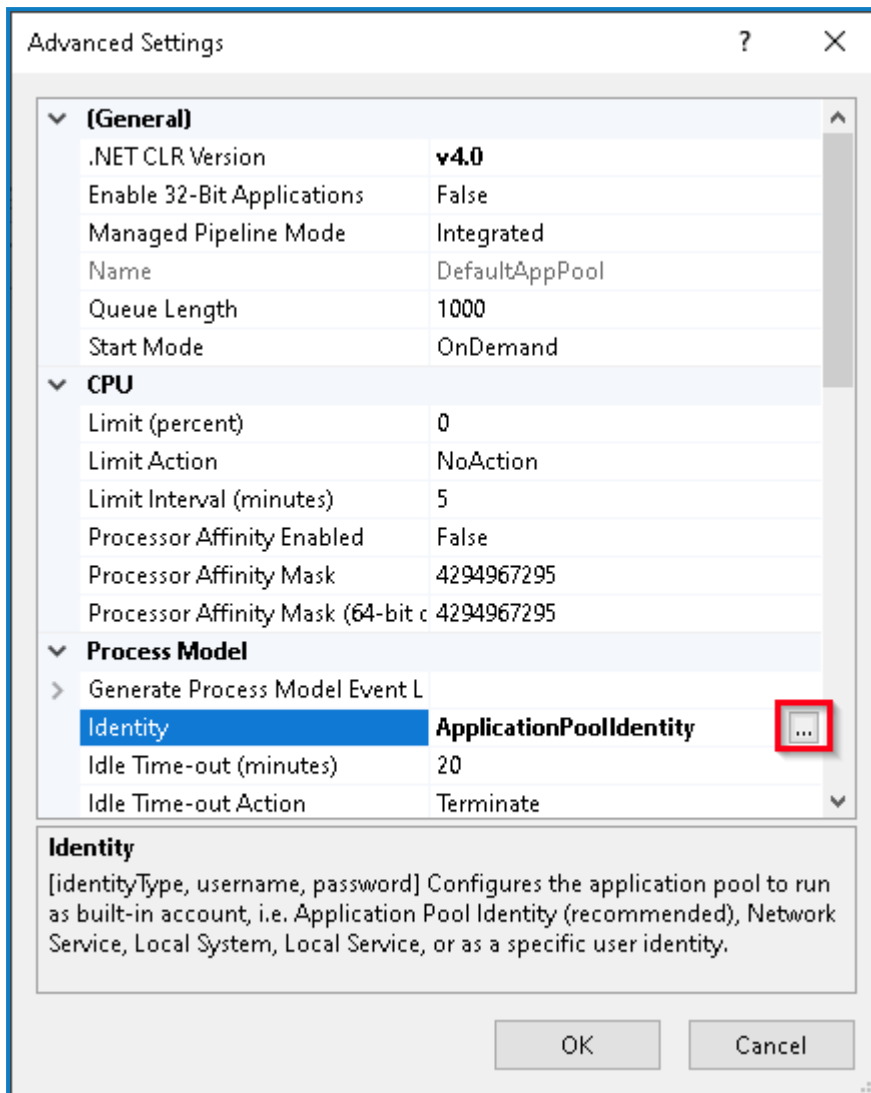 Advanced Settings ?
(General)
.NET CLR Version v4.0
Enable 32-Bit Applications False
Managed Pipeline Mode Integrated
Name DefaultAppPool
Queue Length 1000
Start Mode OnDemand
CPU
Limit (percent) 0
Limit Action NoAction
Limit Interval (minutes) 5
Processor Affinity Enabled False
Processor Affinity Mask 4294967295
Processor Affinity Mask (64-bit c 4294967295
Process Model
Generate Process Model Event L
Identity ApplicationPoolIdentity ...
Idle Time-out (minutes) 20
Idle Time-out Action Terminate
Identity
[identityType, username, password] Configures the application pool to run
as built-in account, i.e. Application Pool Identity (recommended), Network
Service, Local System, Local Service, or as a specific user identity.
OK Cancel